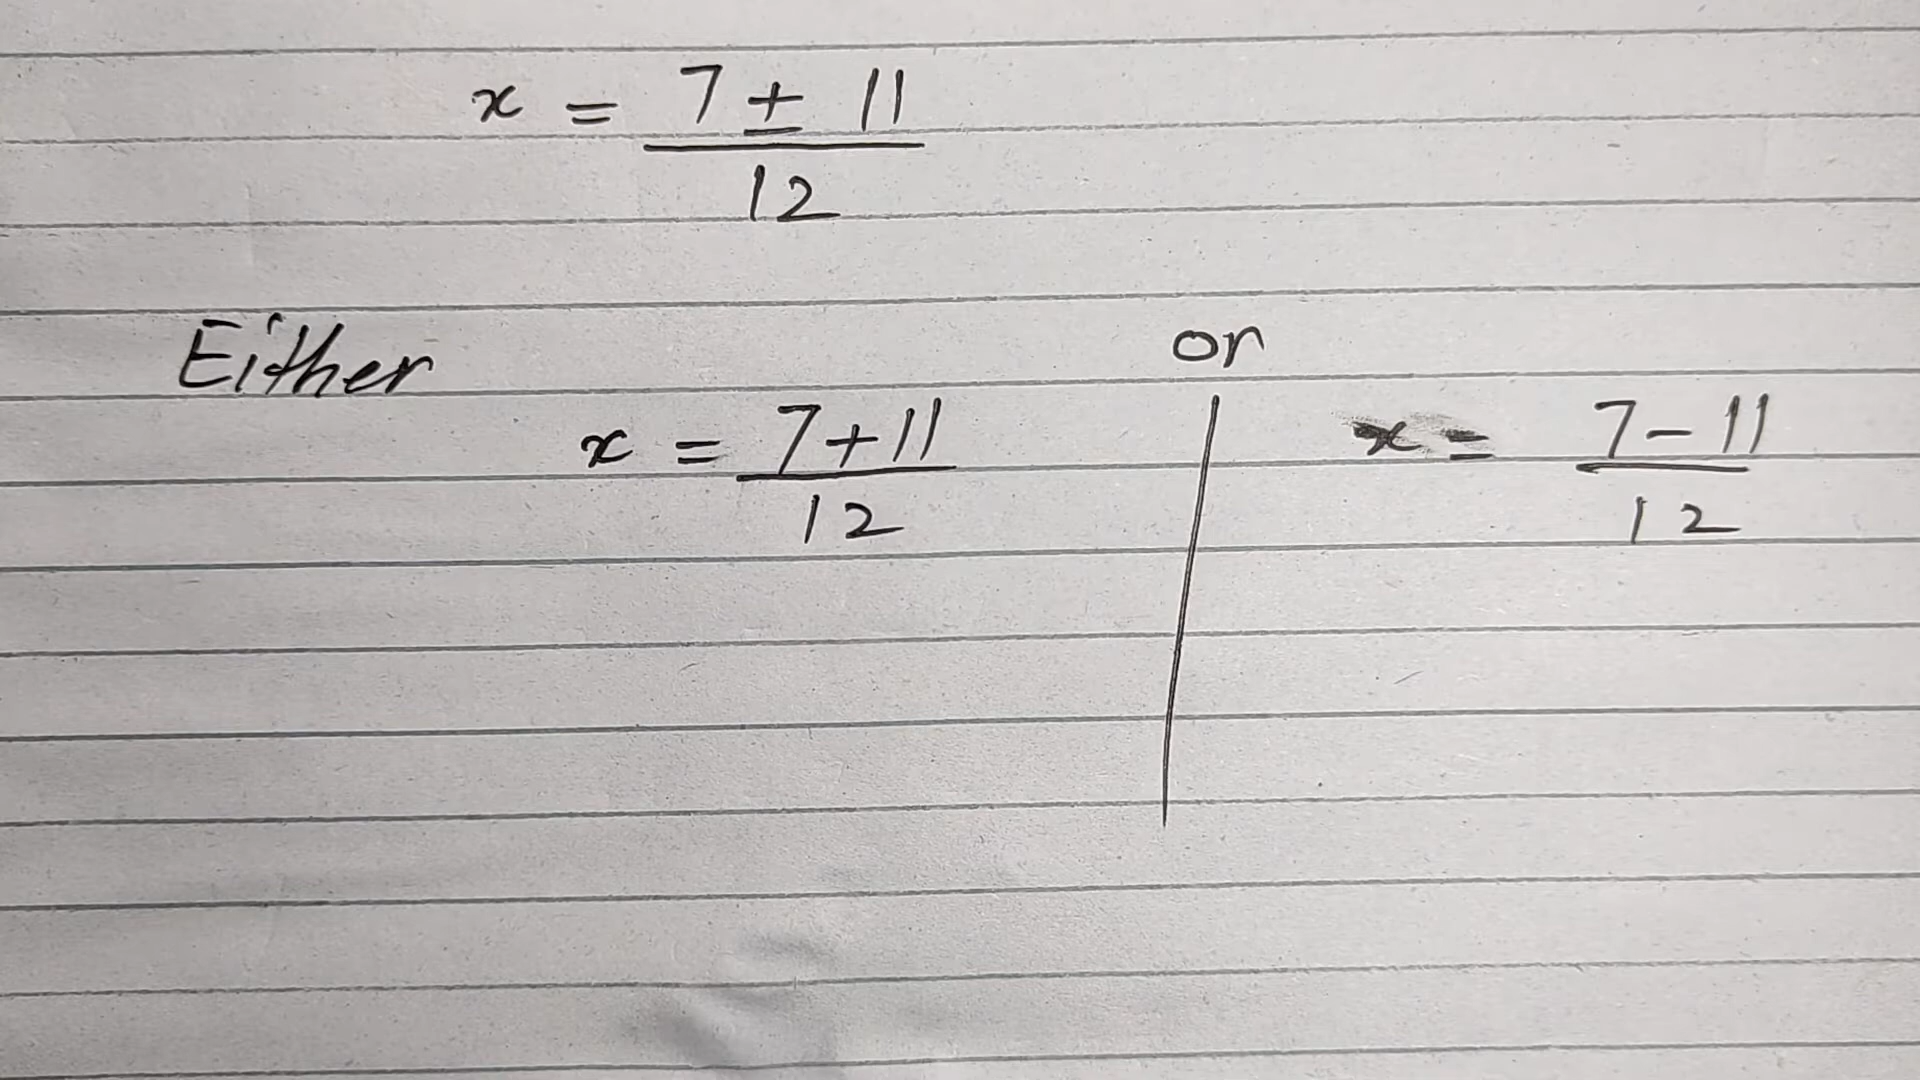 x = 7 ± 11
12
Either or
x = 7 + 11 x = 7 - 11
12 12